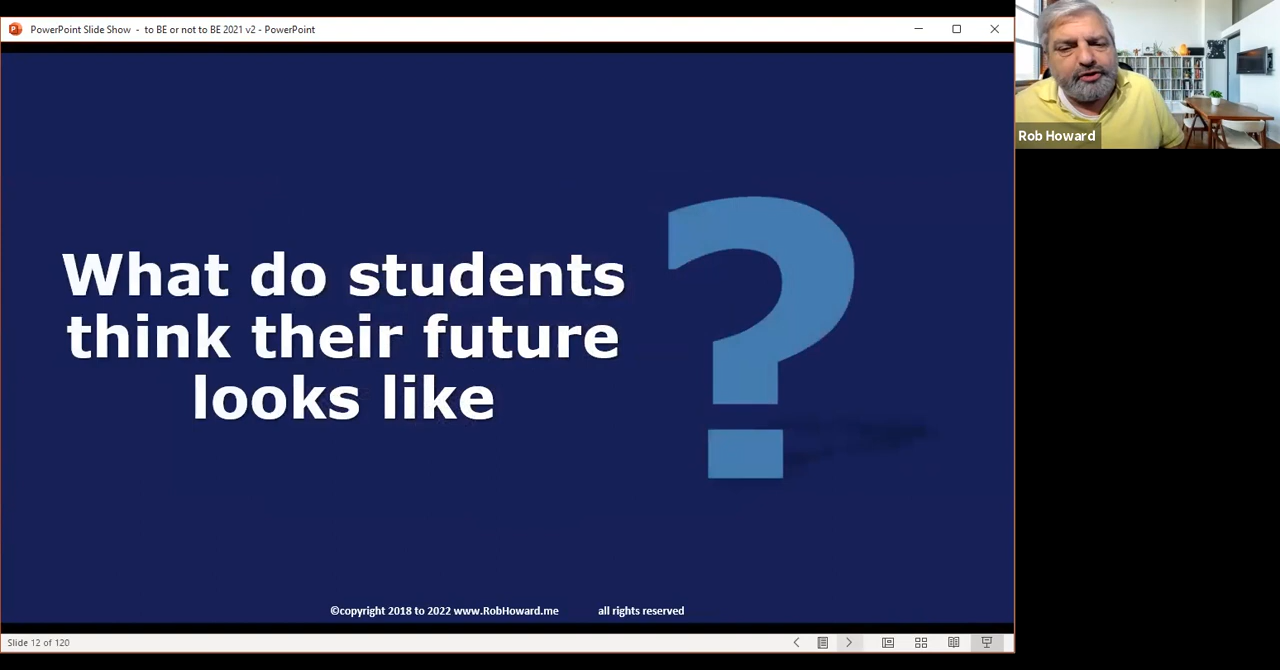 PowerPoint Slide Show - to BE or not to BE 2021 v2 - PowerPoint
Rob Howard
What do students
think their future
looks like
?
©copyright 2018 to 2022 www.RobHoward.me all rights reserved
Slide 12 of 120